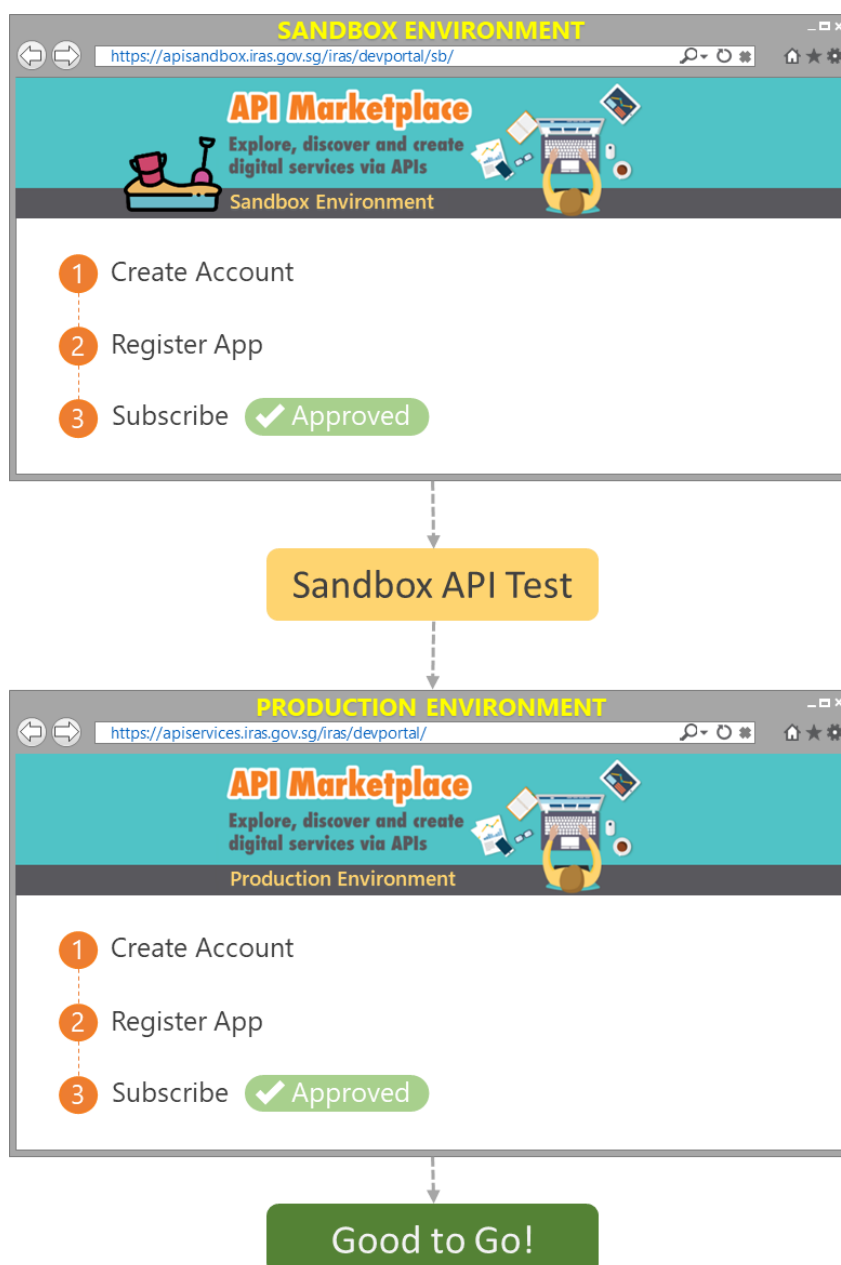 SANDBOX ENVIRONMENT
https://apisandbox.iras.gov.sg/iras/devportal/sb/
API Marketplace
Explore, discover and create
digital services via APIs
Sandbox Environment
1 Create Account
2 Register App
3 Subscribe Approved
Sandbox API Test
PRODUCTION ENVIRONMENT
https://apiservices.iras.gov.sg/iras/devportal/
API Marketplace
Explore, discover and create
digital services via APIs
Production Environment
1 Create Account
2 Register App
3 Subscribe Approved
Good to Go!